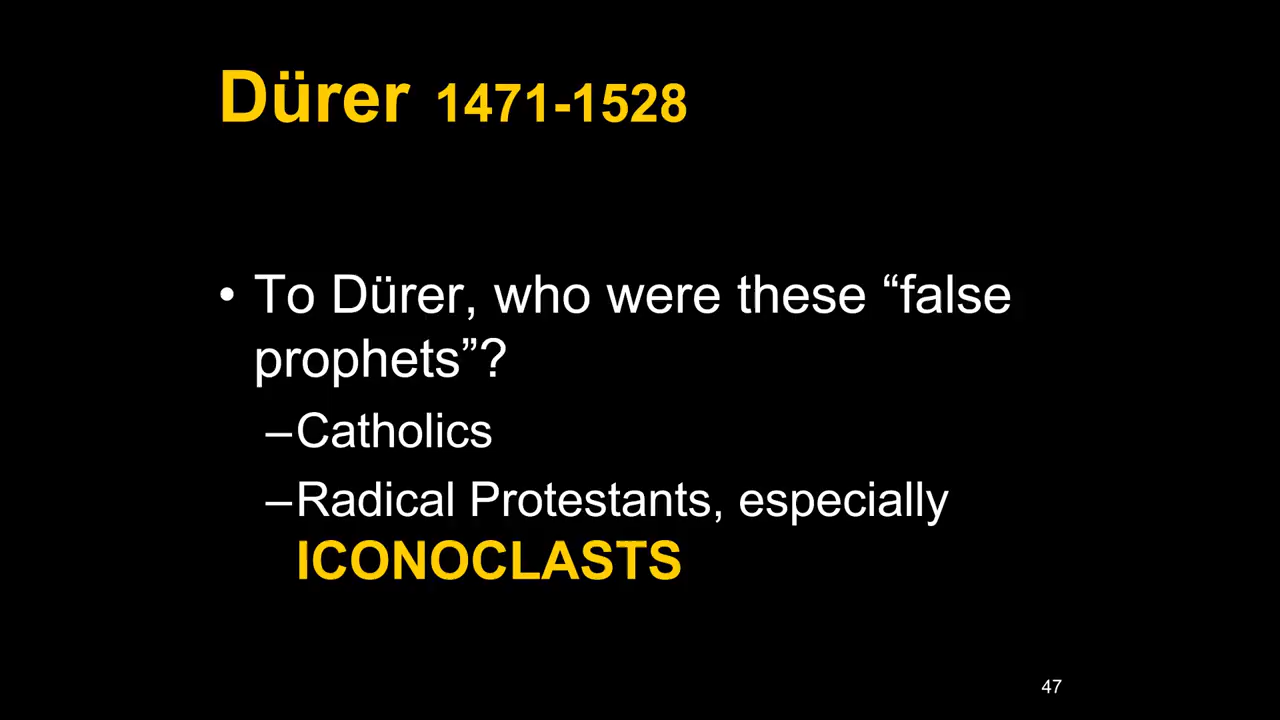 Dürer 1471-1528
• To Dürer, who were these “false
prophets”?
–Catholics
–Radical Protestants, especially
ICONOCLASTS
47